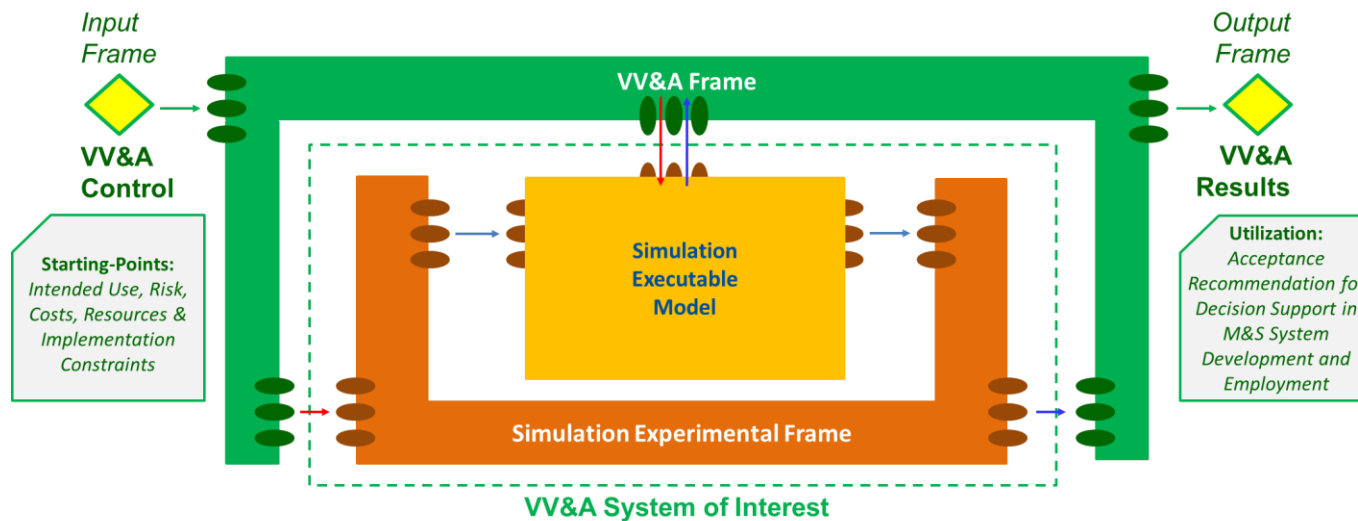 Input
Frame
VV&A
Control
Starting-Points:
Intended Use, Risk,
Costs, Resources &
Implementation
Constraints
VV&A Frame
Simulation
Executable
Model
Simulation Experimental Frame
VV&A System of Interest
Output
Frame
VV&A
Results
Utilization:
Acceptance
Recommendation fo
Decision Support in
M&S System
Development and
Employment